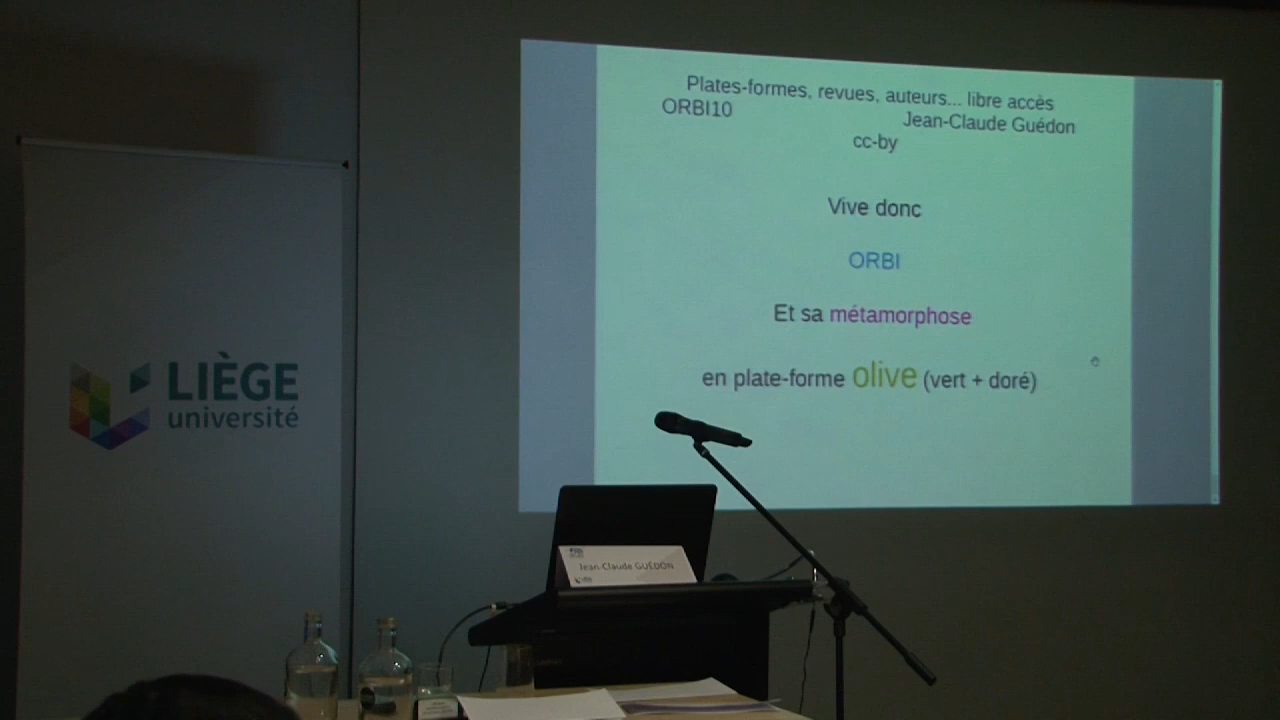 Plates-formes, revues, auteurs... libre accès
ORBI10
Jean-Claude Guédon
cc-by
Vive donc
ORBI
Et sa métamorphose
en plate-forme olive (vert + doré)
LIÈGE
université
Jean-Claude GUÉDON